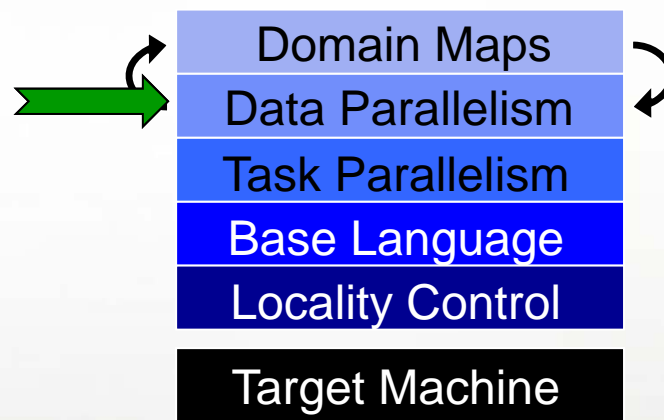 Domain Maps
Data Parallelism
Task Parallelism
Base Language
Locality Control
Target Machine